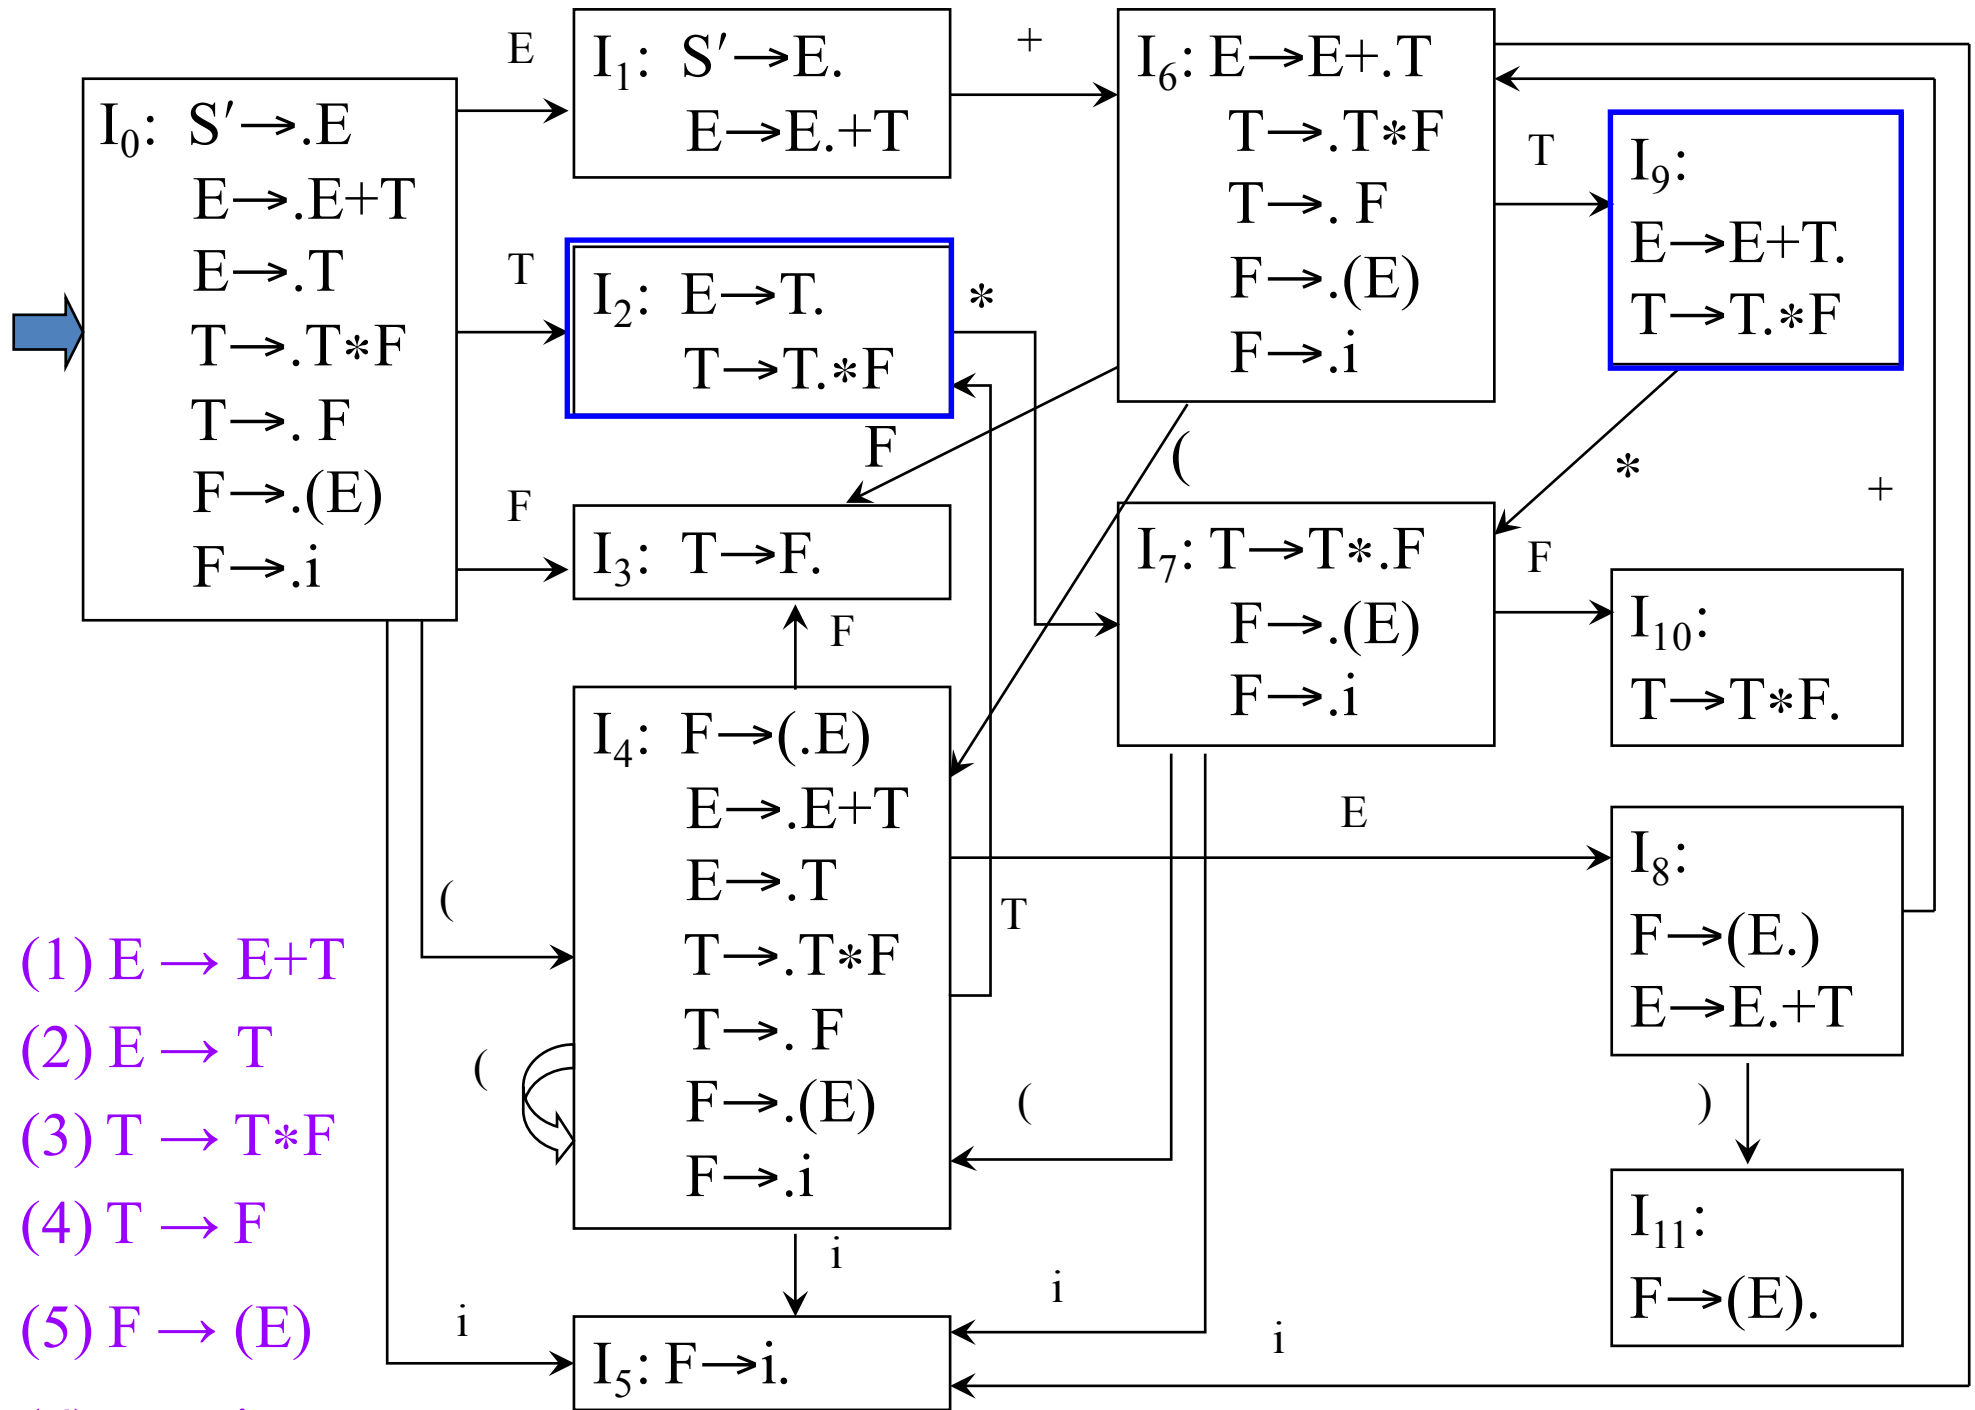 I₀: S′→.E
E→.E+T
E→.T
T→.T*F
T→. F
F→.(E)
F→.i
E
T
F
(
i
I₁: S′→E.
E→E.+T
+
I₂: E→T.
T→T.*F
*
I₃: T→F.
F
I₄: F→(.E)
E→.E+T
E→.T
T→.T*F
T→. F
F→.(E)
F→.i
(
T
E
i
I₅: F→i.
I₆: E→E+.T
T→.T*F
T→. F
F→.(E)
F→.i
T
F
(
i
I₇: T→T*.F
F→.(E)
F→.i
F
(
i
I₈:
F→(E.)
E→E.+T
+
)
I₉:
E→E+T.
T→T.*F
*
I₁₀:
T→T*F.
I₁₁:
F→(E).
(1) E → E+T
(2) E → T
(3) T → T*F
(4) T → F
(5) F → (E)